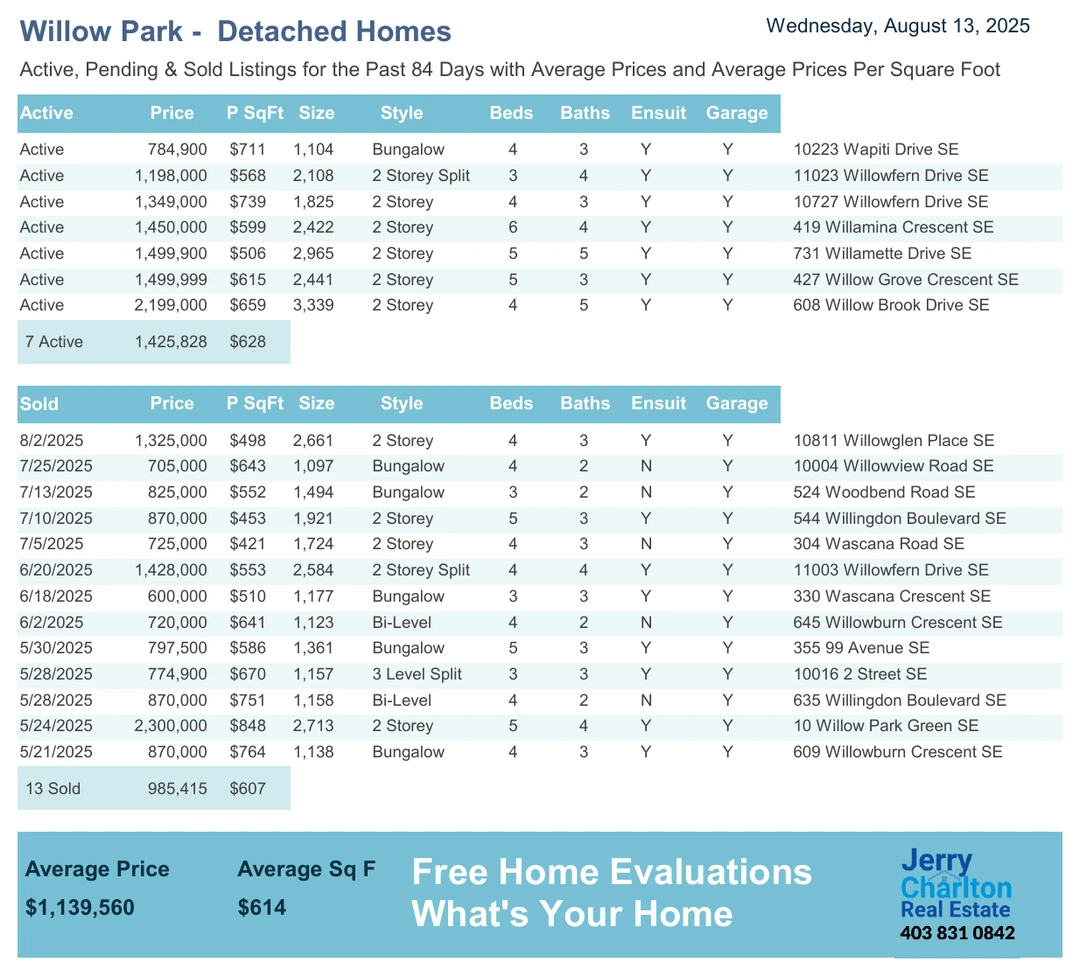 Willow Park - Detached Homes
Wednesday, August 13, 2025
Active, Pending & Sold Listings for the Past 84 Days with Average Prices and Average Prices Per Square Foot
Active Price P SqFt Size Style Beds Baths Ensuit Garage
Active 784,900 $711 1,104 Bungalow 4 3 Y Y 10223 Wapiti Drive SE
Active 1,198,000 $568 2,108 2 Storey Split 3 4 Y Y 11023 Willowfern Drive SE
Active 1,349,000 $739 1,825 2 Storey 4 3 Y Y 10727 Willowfern Drive SE
Active 1,450,000 $599 2,422 2 Storey 6 4 Y Y 419 Willamina Crescent SE
Active 1,499,900 $506 2,965 2 Storey 5 5 Y Y 731 Willamette Drive SE
Active 1,499,999 $615 2,441 2 Storey 5 3 Y Y 427 Willow Grove Crescent SE
Active 2,199,000 $659 3,339 2 Storey 4 5 Y Y 608 Willow Brook Drive SE
7 Active 1,425,828 $628
Sold Price P SqFt Size Style Beds Baths Ensuit Garage
8/2/2025 1,325,000 $498 2,661 2 Storey 4 3 Y Y 10811 Willowglen Place SE
7/25/2025 705,000 $643 1,097 Bungalow 4 2 N Y 10004 Willowview Road SE
7/13/2025 825,000 $552 1,494 Bungalow 3 2 N Y 524 Woodbend Road SE
7/10/2025 870,000 $453 1,921 2 Storey 5 3 Y Y 544 Willingdon Boulevard SE
7/5/2025 725,000 $421 1,724 2 Storey 4 3 N Y 304 Wascana Road SE
6/20/2025 1,428,000 $553 2,584 2 Storey Split 4 4 Y Y 11003 Willowfern Drive SE
6/18/2025 600,000 $510 1,177 Bungalow 3 3 Y Y 330 Wascana Crescent SE
6/2/2025 720,000 $641 1,123 Bi-Level 4 2 N Y 645 Willowburn Crescent SE
5/30/2025 797,500 $586 1,361 Bungalow 5 3 Y Y 355 99 Avenue SE
5/28/2025 774,900 $670 1,157 3 Level Split 3 3 Y Y 10016 2 Street SE
5/28/2025 870,000 $751 1,158 Bi-Level 4 2 N Y 635 Willingdon Boulevard SE
5/24/2025 2,300,000 $848 2,713 2 Storey 5 4 Y Y 10 Willow Park Green SE
5/21/2025 870,000 $764 1,138 Bungalow 4 3 Y Y 609 Willowburn Crescent SE
13 Sold 985,415 $607
Average Price Average Sq F
$1,139,560 $614
Free Home Evaluations
What's Your Home
Jerry
Charlton
Real Estate
403 831 0842